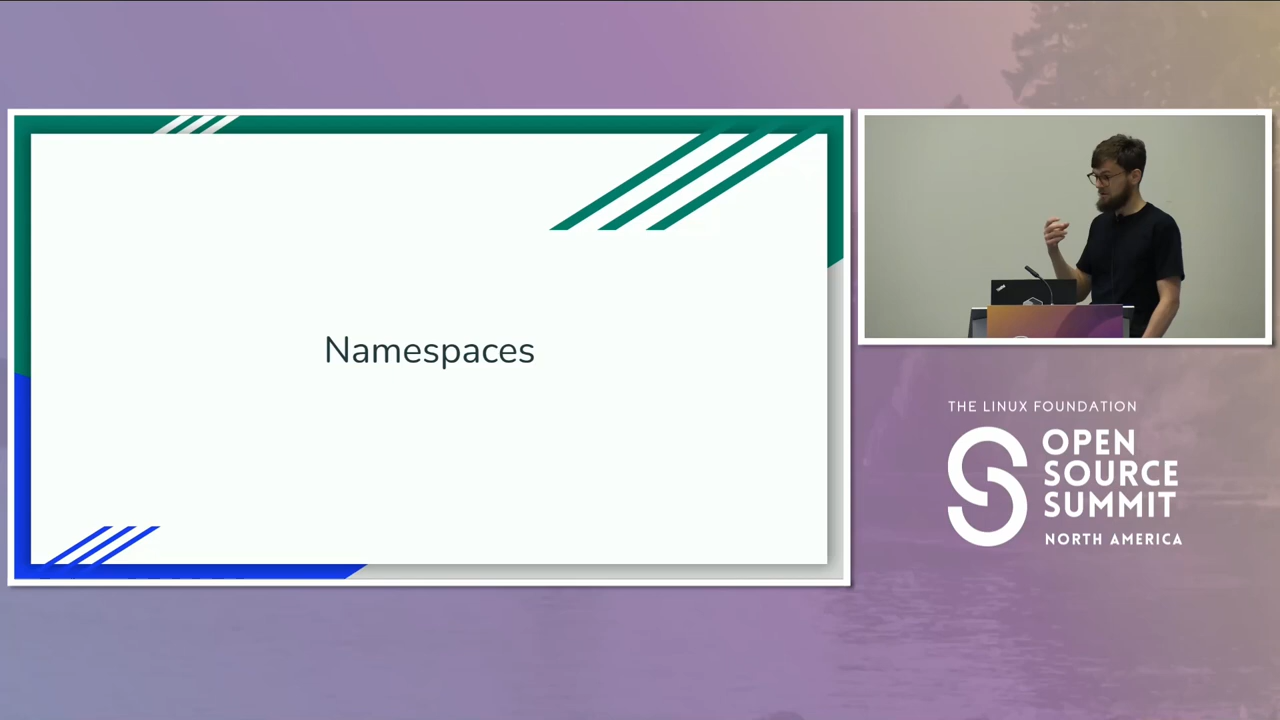 Namespaces
THE LINUX FOUNDATION
OPEN
SOURCE
SUMMIT
NORTH AMERICA